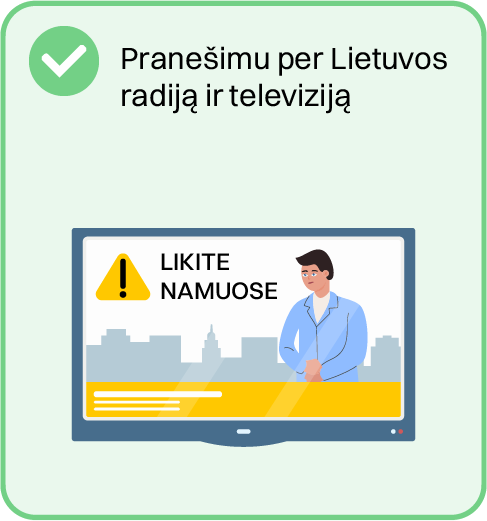 Pranešimu per Lietuvos
radiją ir televiziją
LIKITE
NAMUOSE